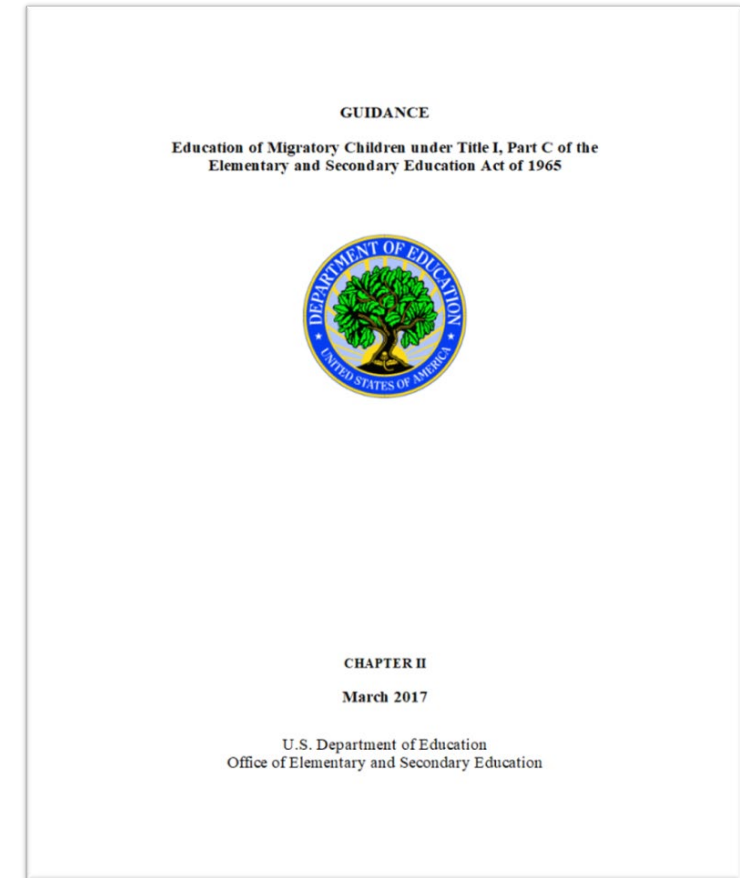 GUIDANCE
Education of Migratory Children under Title I, Part C of the
Elementary and Secondary Education Act of 1965
DEPARTMENT OF EDUCATION
UNITED STATES OF AMERICA
CHAPTER II
March 2017
U.S. Department of Education
Office of Elementary and Secondary Education